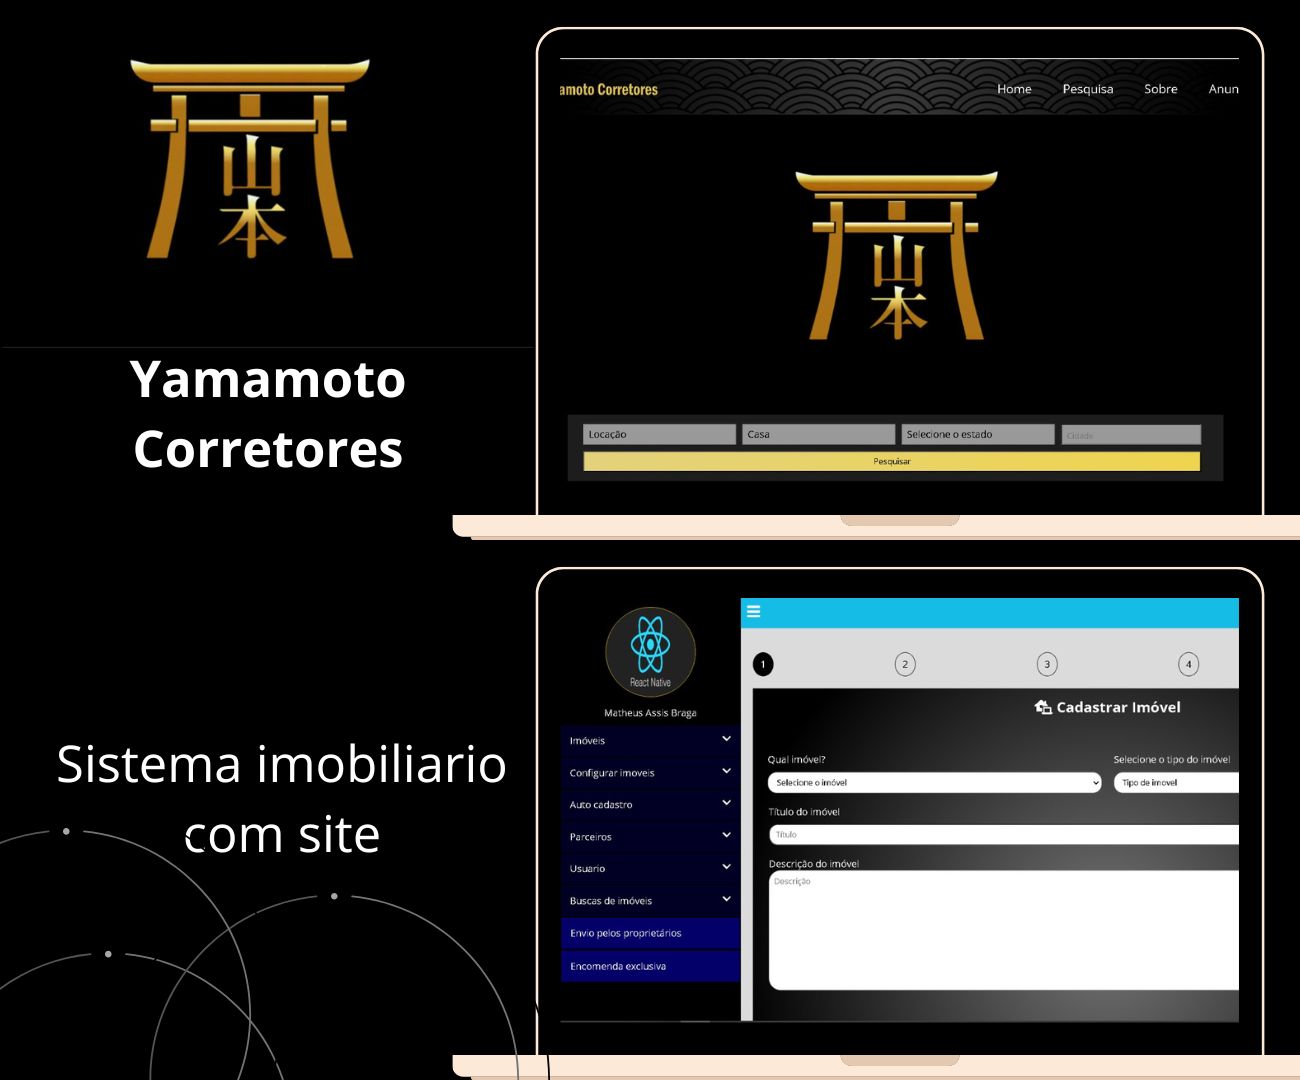 山
本
Yamamoto
Corretores
amoto Corretores
Home Pesquisa Sobre Anun
山
本
Locação Casa Selecione o estado Cidade
Pesquisar
Sistema imobiliario
com site
React Native
Matheus Assis Braga
Imóveis
Configurar imoveis
Auto cadastro
Parceiros
Usuario
Buscas de imóveis
Envio pelos proprietários
Encomenda exclusiva
1 2 3 4
Cadastrar Imóvel
Qual imóvel? Selecione o tipo do imóvel
Selecione o imóvel Tipo de imovel
Título do imóvel
Título
Descrição do imóvel
Descrição